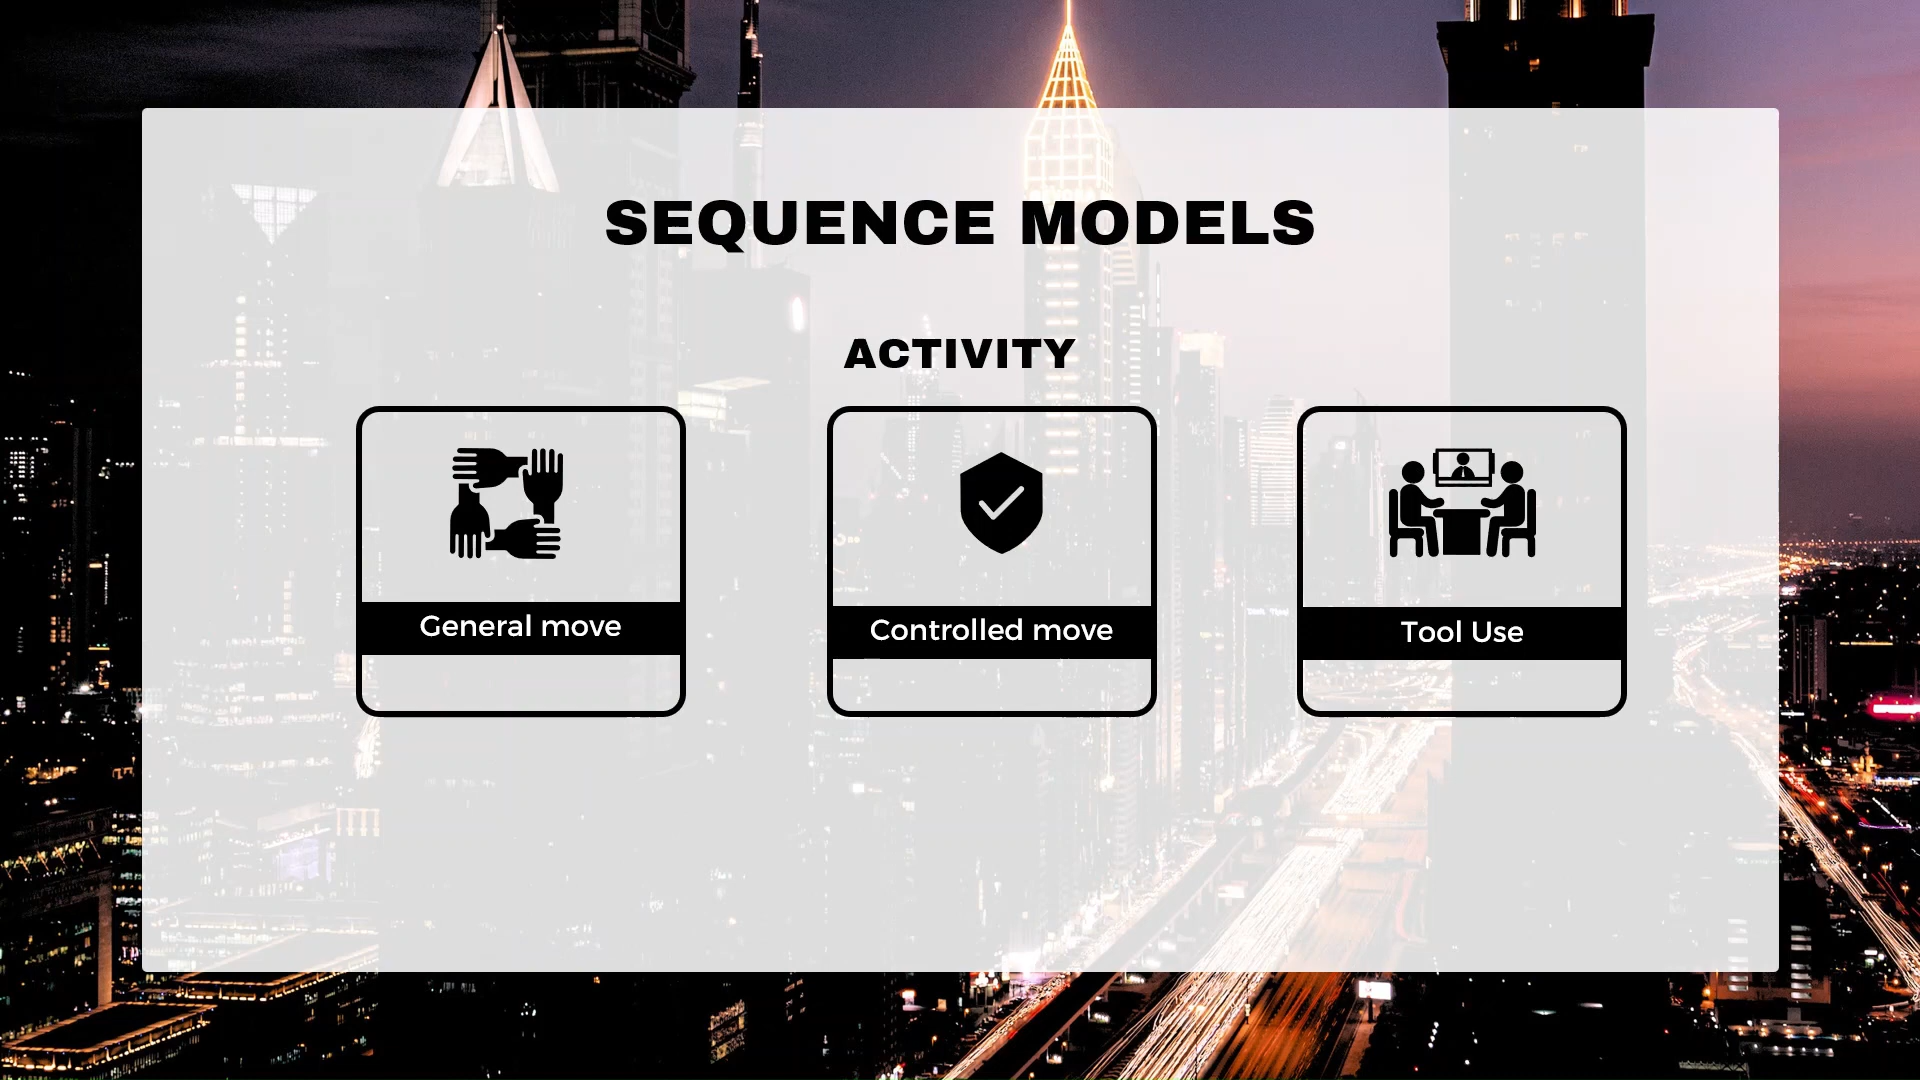 SEQUENCE MODELS
ACTIVITY
General move
Controlled move
Tool Use